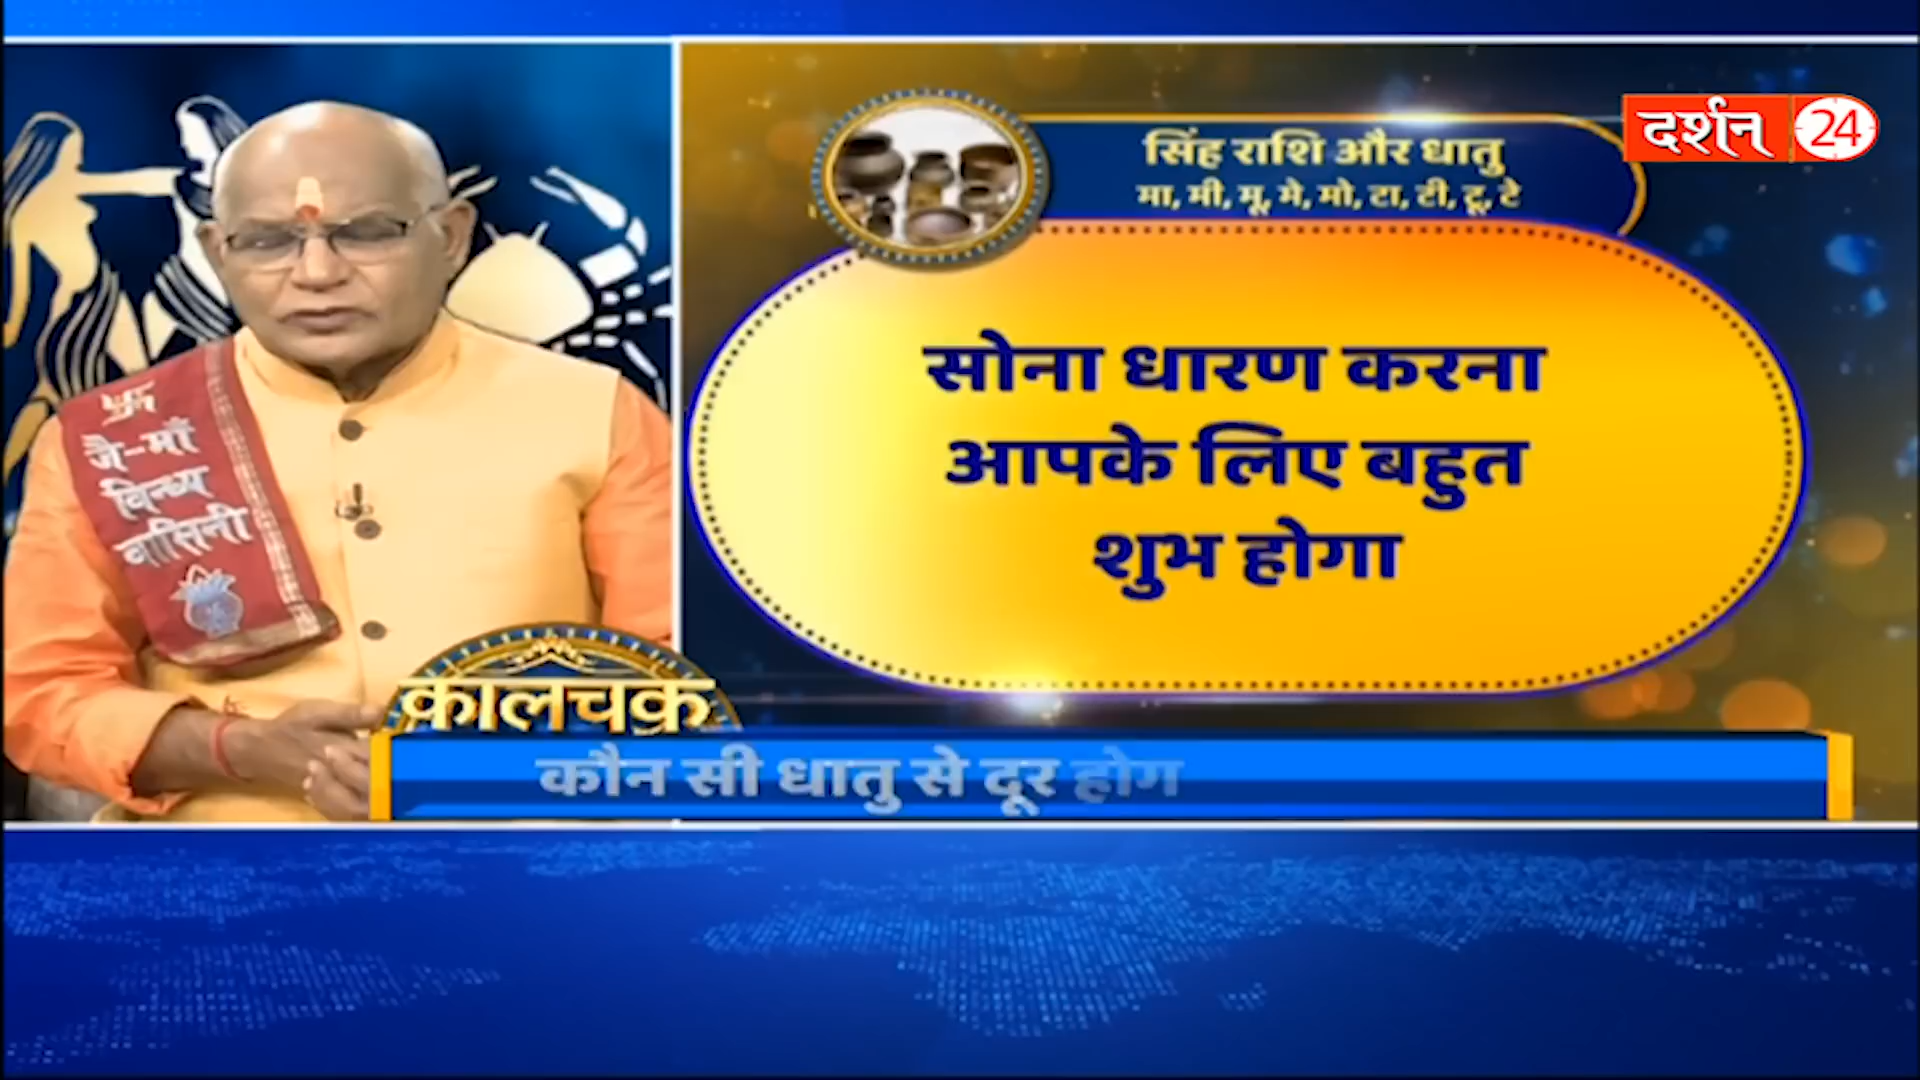 दर्शन 24
सिंह राशि और धातु
मा, मी, मू, मे, मो, टा, टी, टू, टे
सोना धारण करना
आपके लिए बहुत
शुभ होगा
जै-माँ
विन्ध्य
वासिनी
कालचक्र
कौन सी धातु से दूर होग